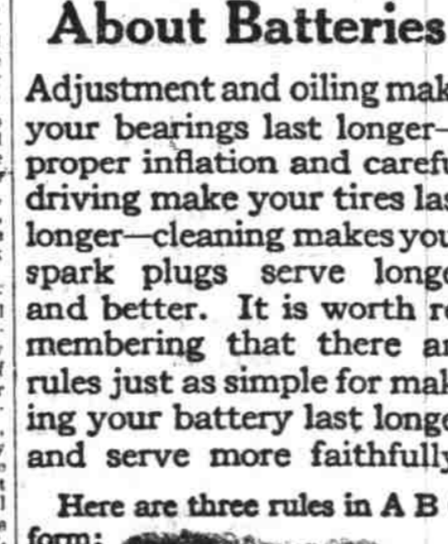 About Batteries
Adjustment and oiling mak
your bearings last longer—
proper inflation and carefu
driving make your tires las
longer—cleaning makes you
spark plugs serve longe
and better. It is worth re
membering that there ar
rules just as simple for mak
ing your battery last longe
and serve more faithfully
Here are three rules in A B
form: